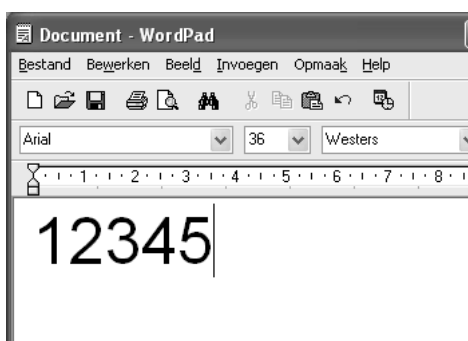 Document - WordPad
Bestand Bewerken Beeld Invoegen Opmaak Help
Arial 36 Westers
1 2 3 4 5 6 7 8
12345